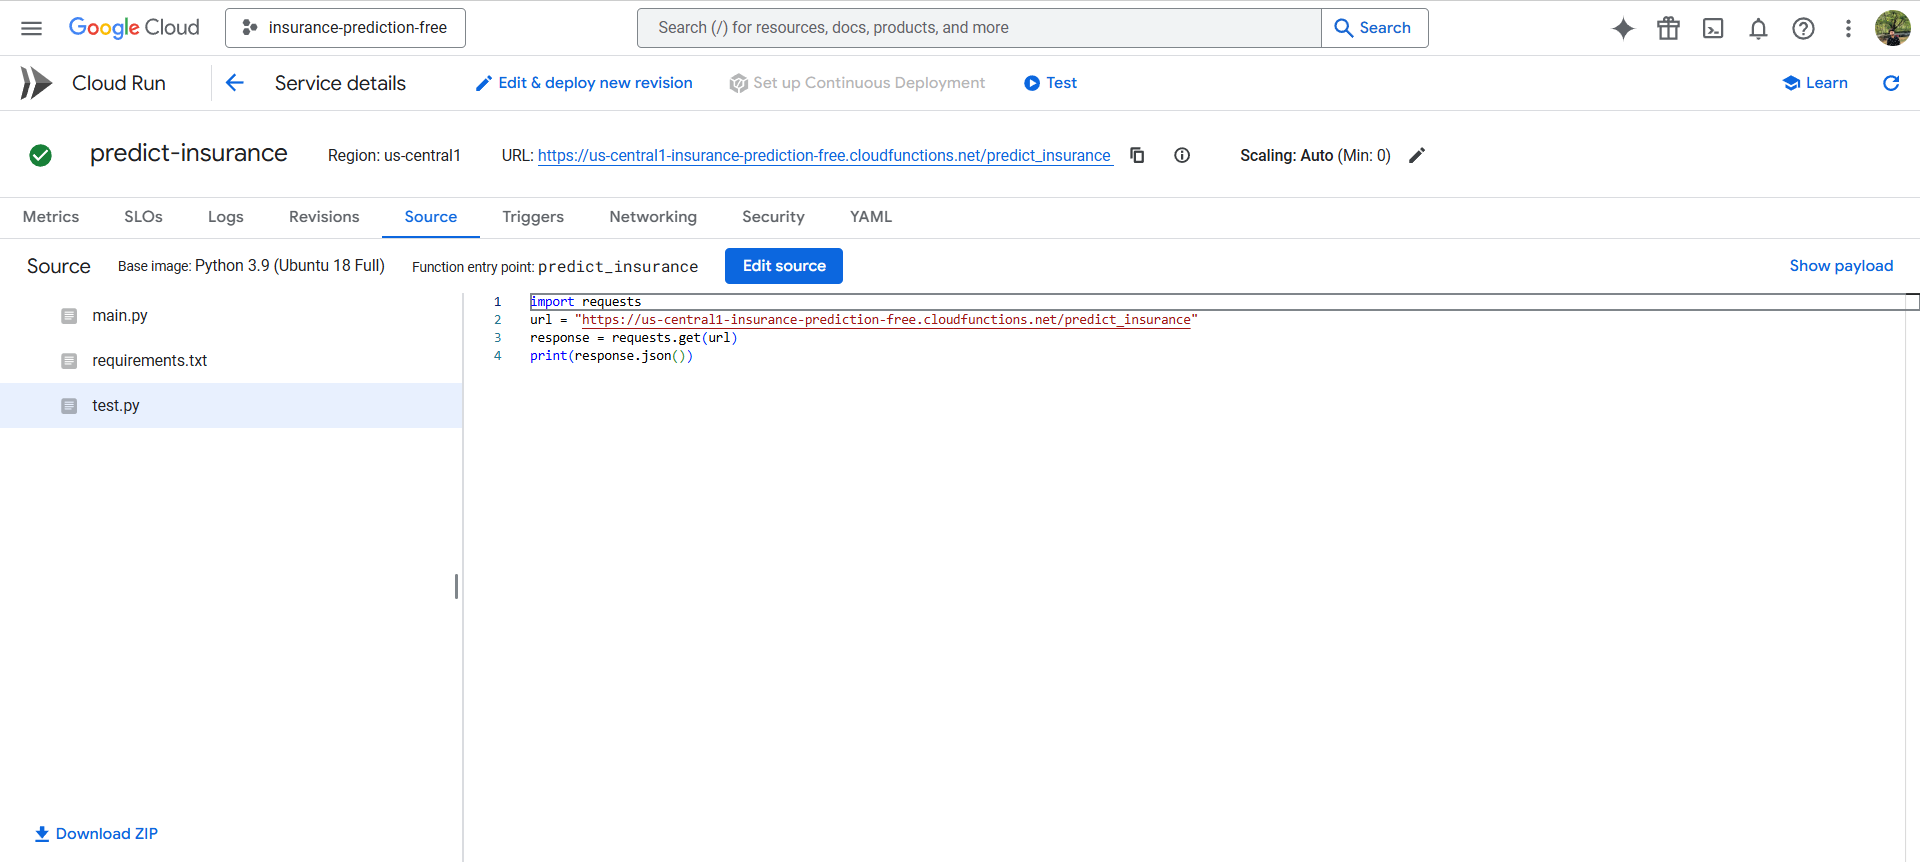 Google Cloud
insurance-prediction-free
Search (/) for resources, docs, products, and more
Search
Cloud Run
Service details
Edit & deploy new revision
Set up Continuous Deployment
Test
Learn
predict-insurance
Region: us-central1
URL: https://us-central1-insurance-prediction-free.cloudfunctions.net/predict_insurance
Scaling: Auto (Min: 0)
Metrics
SLOs
Logs
Revisions
Source
Triggers
Networking
Security
YAML
Source
Base image: Python 3.9 (Ubuntu 18 Full)
Function entry point: predict_insurance
Edit source
Show payload
main.py
requirements.txt
test.py
1 import requests
2 url = "https://us-central1-insurance-prediction-free.cloudfunctions.net/predict_insurance"
3 response = requests.get(url)
4 print(response.json())
Download ZIP